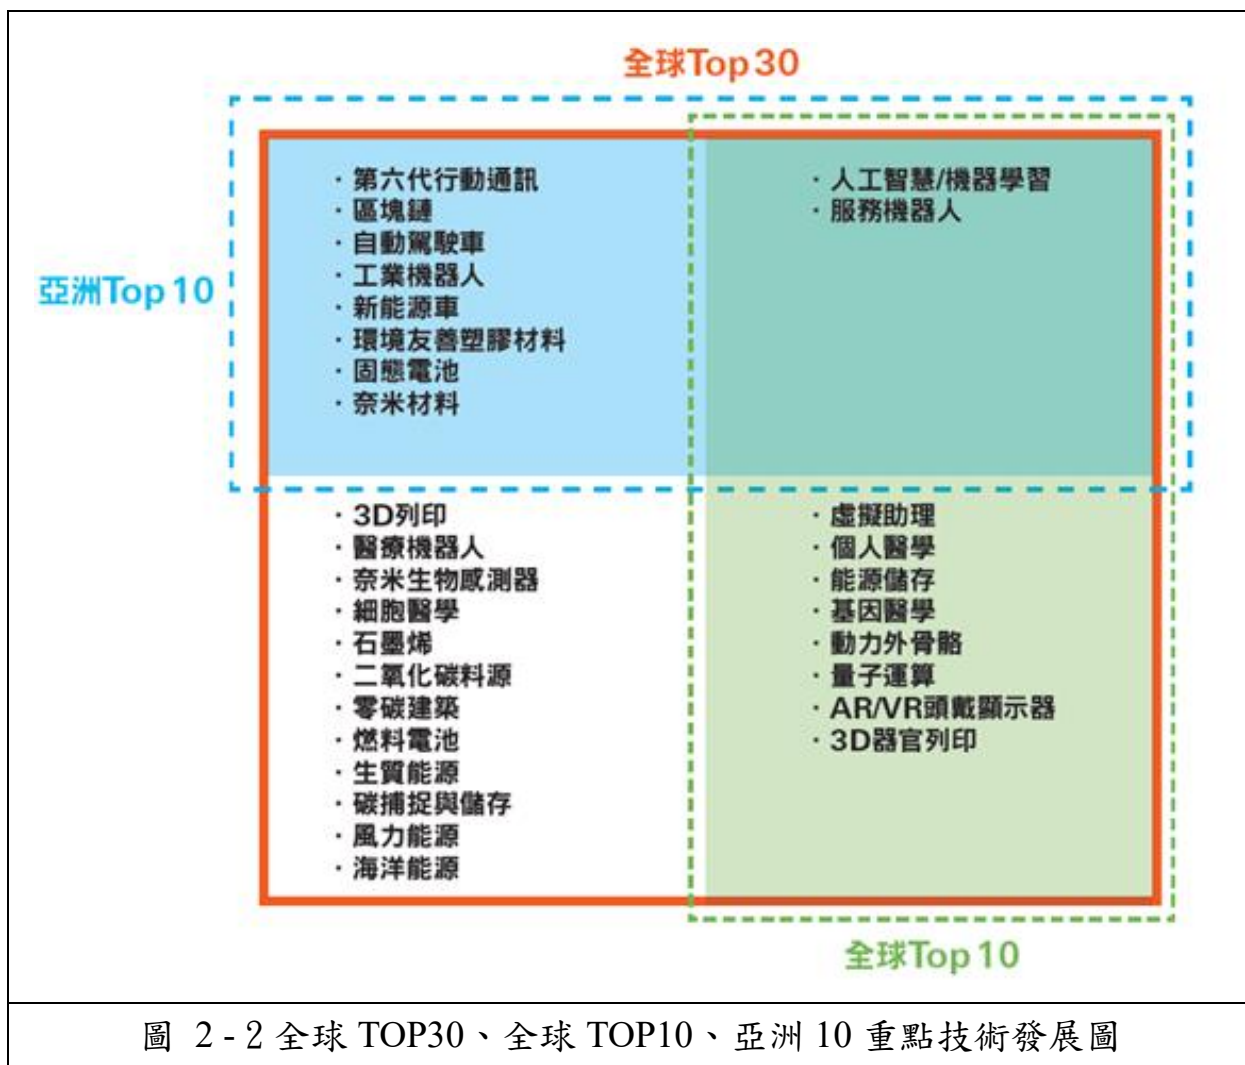 全球Top30
亞洲Top10
·第六代行動通訊
·區塊鏈
·自動駕駛車
·工業機器人
·新能源車
·環境友善塑膠材料
·固態電池
·奈米材料
·人工智慧/機器學習
·服務機器人
·3D列印
·醫療機器人
·奈米生物感測器
·細胞醫學
·石墨烯
·二氧化碳料源
·零碳建築
·燃料電池
·生質能源
·碳捕捉與儲存
·風力能源
·海洋能源
·虛擬助理
·個人醫學
·能源儲存
·基因醫學
·動力外骨骼
·量子運算
·AR/VR頭戴顯示器
·3D器官列印
全球Top10
圖 2-2 全球 TOP30、全球 TOP10、亞洲 10 重點技術發展圖